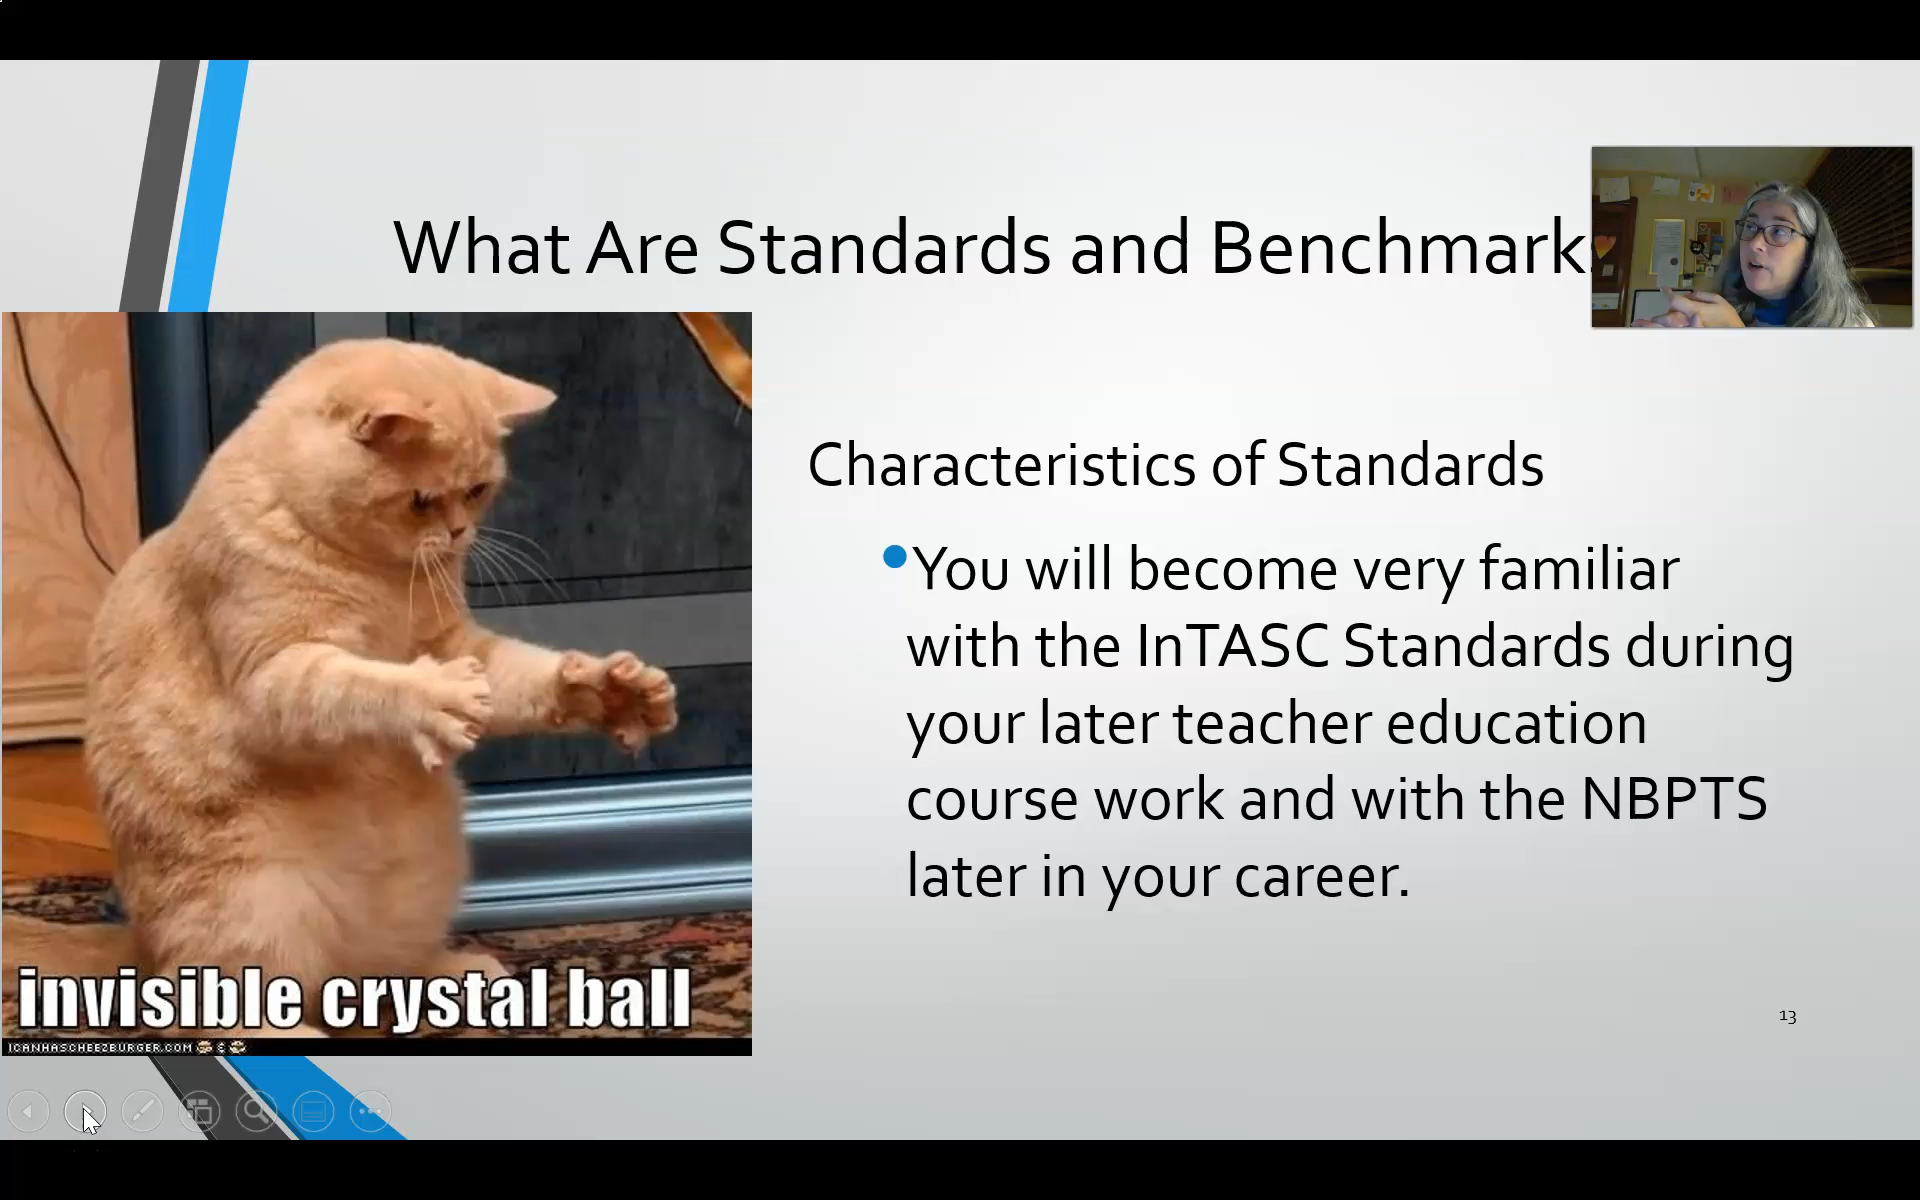 What Are Standards and Benchmarks
Characteristics of Standards
You will become very familiar
with the InTASC Standards during
your later teacher education
course work and with the NBPTS
later in your career.
invisible crystal ball
ICANHASCHEEZBURGER.COM
13